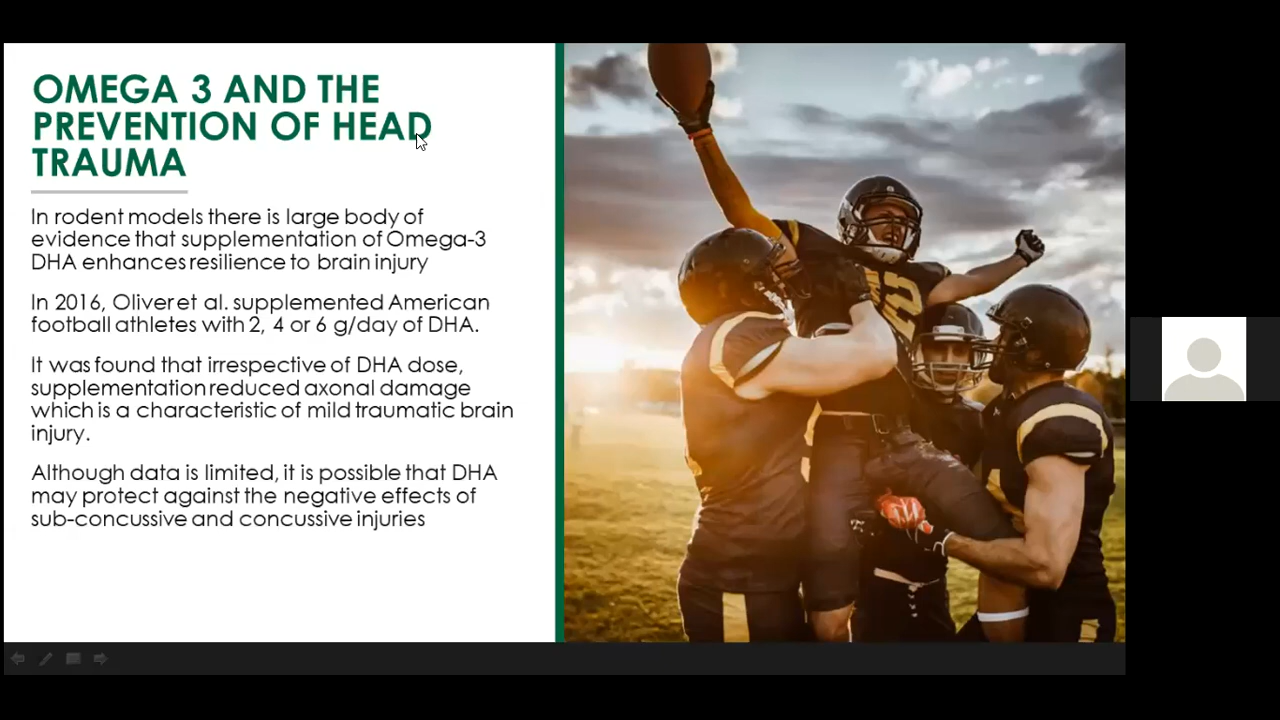 OMEGA 3 AND THE
PREVENTION OF HEAD
TRAUMA
In rodent models there is large body of
evidence that supplementation of Omega-3
DHA enhances resilience to brain injury
In 2016, Oliver et al. supplemented American
football athletes with 2, 4 or 6 g/day of DHA.
It was found that irrespective of DHA dose,
supplementation reduced axonal damage
which is a characteristic of mild traumatic brain
injury.
Although data is limited, it is possible that DHA
may protect against the negative effects of
sub-concussive and concussive injuries